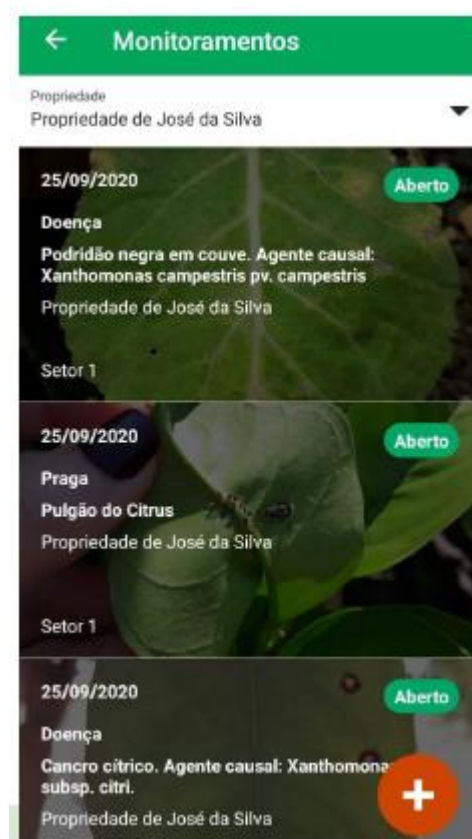 Monitoramentos
Propriedade
Propriedade de José da Silva
25/09/2020
Aberto
Doença
Podridão negra em couve. Agente causal:
Xanthomonas campestris pv. campestris
Propriedade de José da Silva
Setor 1
25/09/2020
Aberto
Praga
Pulgão do Citrus
Propriedade de José da Silva
Setor 1
25/09/2020
Aberto
Doença
Cancro cítrico. Agente causal: Xanthomona
subsp. citri.
Propriedade de José da Silva